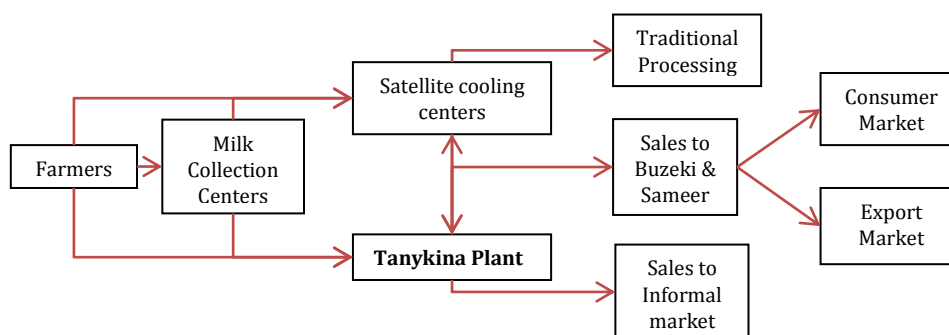 Farmers
Milk
Collection
Centers
Satellite cooling
centers
Tanykina Plant
Traditional
Processing
Sales to
Buzeki &
Sameer
Sales to
Informal
market
Consumer
Market
Export
Market